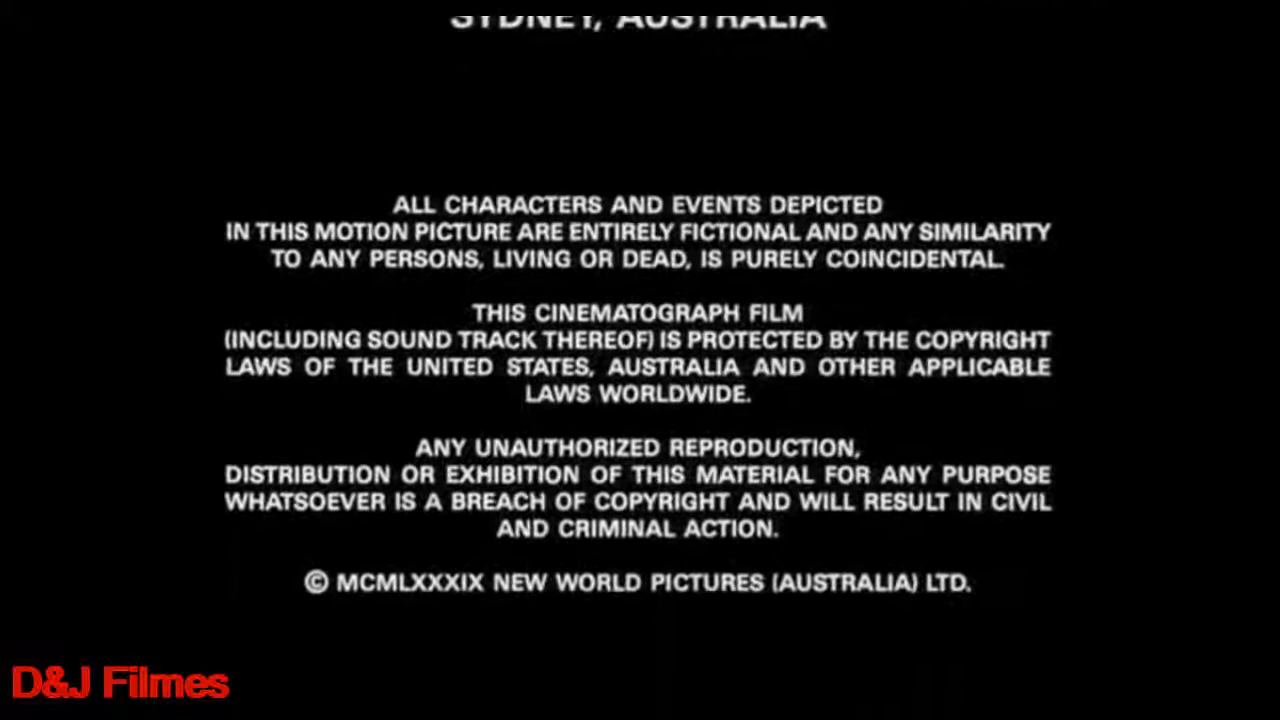 SYDNEY, AUSTRALIA
ALL CHARACTERS AND EVENTS DEPICTED
IN THIS MOTION PICTURE ARE ENTIRELY FICTIONAL AND ANY SIMILARITY
TO ANY PERSONS, LIVING OR DEAD, IS PURELY COINCIDENTAL.
THIS CINEMATOGRAPH FILM
(INCLUDING SOUND TRACK THEREOF) IS PROTECTED BY THE COPYRIGHT
LAWS OF THE UNITED STATES, AUSTRALIA AND OTHER APPLICABLE
LAWS WORLDWIDE.
ANY UNAUTHORIZED REPRODUCTION,
DISTRIBUTION OR EXHIBITION OF THIS MATERIAL FOR ANY PURPOSE
WHATSOEVER IS A BREACH OF COPYRIGHT AND WILL RESULT IN CIVIL
AND CRIMINAL ACTION.
© MCMLXXXIX NEW WORLD PICTURES (AUSTRALIA) LTD.
D&J Filmes